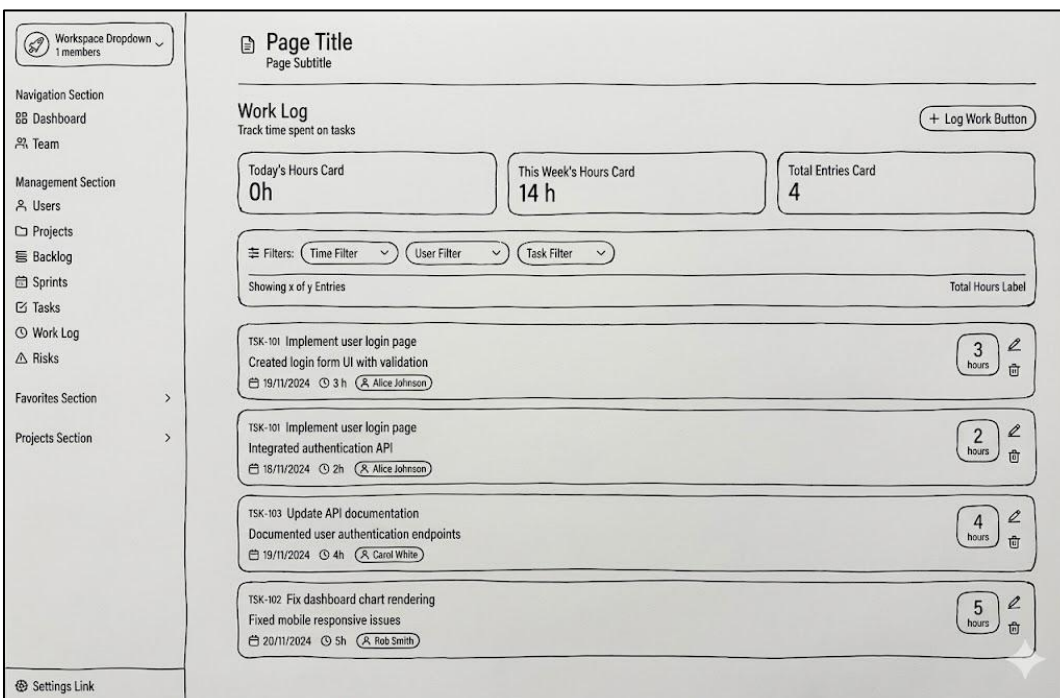 Workspace Dropdown
1 members
Navigation Section
Dashboard
Team
Management Section
Users
Projects
Backlog
Sprints
Tasks
Work Log
Risks
Favorites Section
Projects Section
Settings Link
Page Title
Page Subtitle
Work Log
Track time spent on tasks
+ Log Work Button
Today's Hours Card
0h
This Week's Hours Card
14 h
Total Entries Card
4
Filters: Time Filter User Filter Task Filter
Showing x of y Entries Total Hours Label
TSK-101 Implement user login page
Created login form UI with validation
19/11/2024 3 h Alice Johnson
3
hours
TSK-101 Implement user login page
Integrated authentication API
18/11/2024 2h Alice Johnson
2
hours
TSK-103 Update API documentation
Documented user authentication endpoints
19/11/2024 4h Carol White
4
hours
TSK-102 Fix dashboard chart rendering
Fixed mobile responsive issues
20/11/2024 5h Rob Smith
5
hours